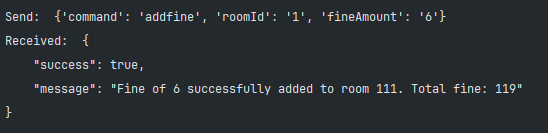 Send:  {'command': 'addfine', 'roomId': '1', 'fineAmount': '6'}
Received:  {
    "success": true,
    "message": "Fine of 6 successfully added to room 111. Total fine: 119"
}